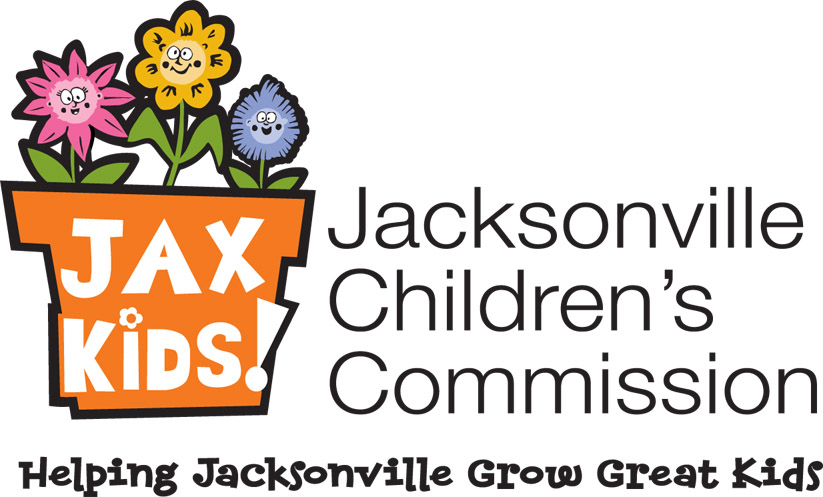 JAX
KiDS!
Jacksonville
Children's
Commission
Helping Jacksonville Grow Great Kids